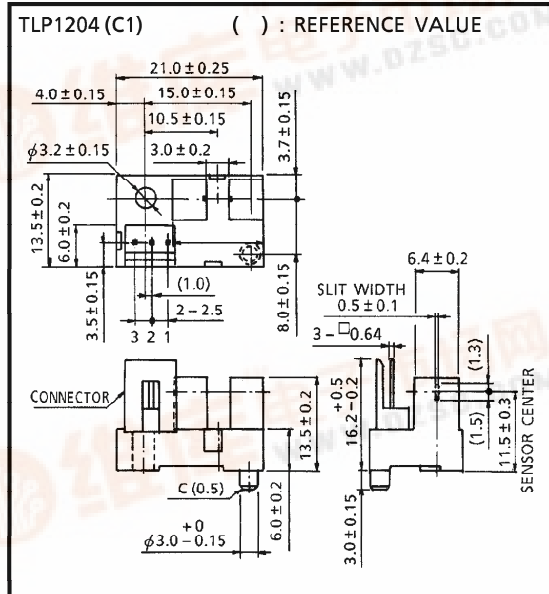 TLP1204 (C1) ( ) : REFERENCE VALUE
21.0±0.25
4.0±0.15 15.0±0.15
10.5±0.15
3.0±0.2
φ3.2±0.15
3.7±0.15
13.5±0.2
6.0±0.2
3.5±0.15
8.0±0.15
(1.0)
2–2.5
3 2 1
6.4±0.2
SLIT WIDTH
0.5±0.1
3–□0.64
(1.3)
(1.5)
11.5±0.3
SENSOR CENTER
+0.5
16.2–0.2
3.0±0.15
CONNECTOR
13.5±0.2
6.0±0.2
C (0.5)
+0
φ3.0–0.15
WWW.DZSC.COM